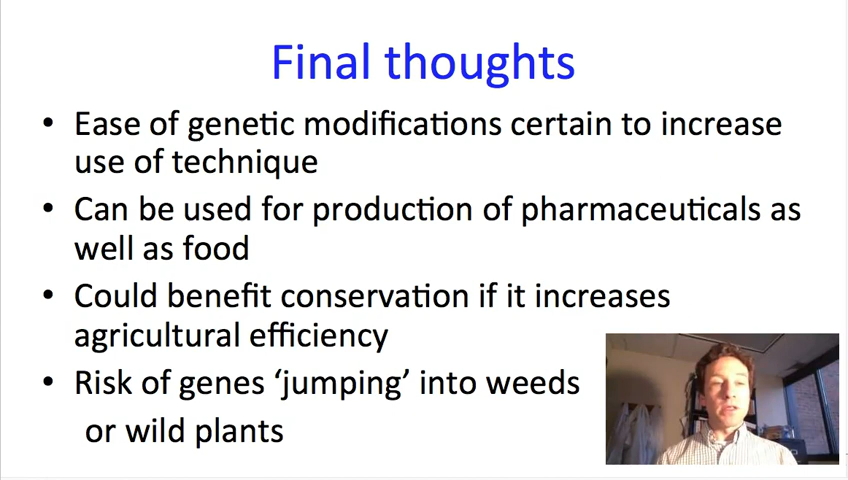 Final thoughts
• Ease of genetic modifications certain to increase
use of technique
• Can be used for production of pharmaceuticals as
well as food
• Could benefit conservation if it increases
agricultural efficiency
• Risk of genes ‘jumping’ into weeds
or wild plants